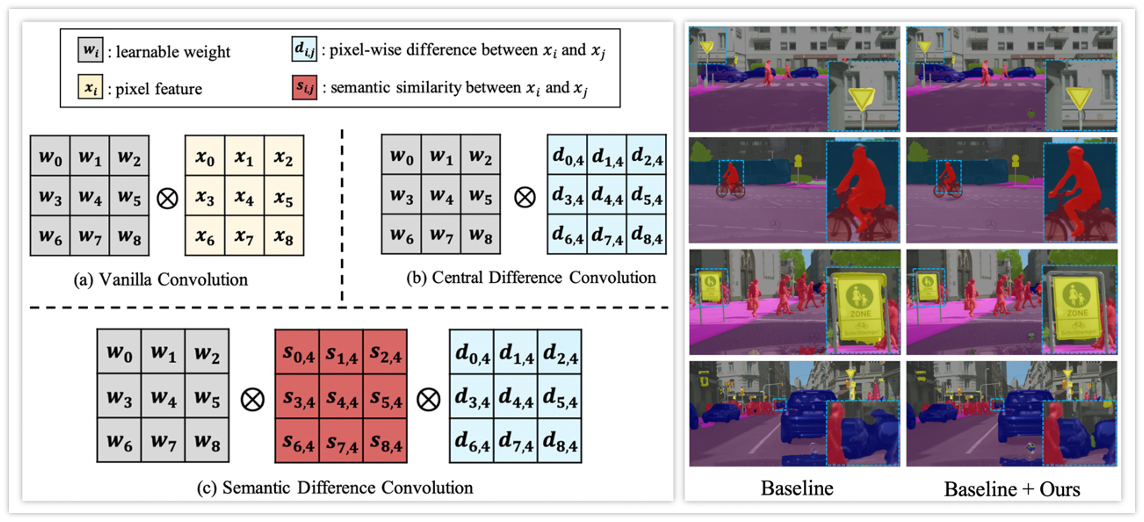 w_i : learnable weight
d_{i,j} : pixel-wise difference between x_i and x_j
x_i : pixel feature
s_{i,j} : semantic similarity between x_i and x_j
w_0 w_1 w_2
w_3 w_4 w_5
w_6 w_7 w_8
⊗
x_0 x_1 x_2
x_3 x_4 x_5
x_6 x_7 x_8
(a) Vanilla Convolution
w_0 w_1 w_2
w_3 w_4 w_5
w_6 w_7 w_8
⊗
d_{0,4} d_{1,4} d_{2,4}
d_{3,4} d_{4,4} d_{5,4}
d_{6,4} d_{7,4} d_{8,4}
(b) Central Difference Convolution
w_0 w_1 w_2
w_3 w_4 w_5
w_6 w_7 w_8
⊗
s_{0,4} s_{1,4} s_{2,4}
s_{3,4} s_{4,4} s_{5,4}
s_{6,4} s_{7,4} s_{8,4}
⊗
d_{0,4} d_{1,4} d_{2,4}
d_{3,4} d_{4,4} d_{5,4}
d_{6,4} d_{7,4} d_{8,4}
(c) Semantic Difference Convolution
ZONE
ZONE
Baseline
Baseline + Ours